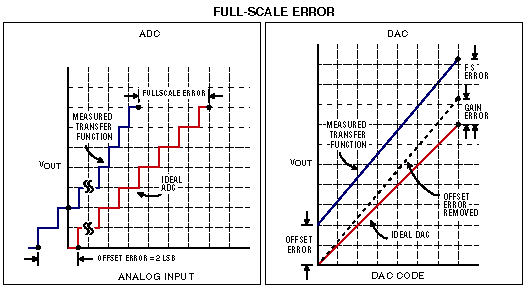 FULL-SCALE ERROR
ADC
FULLSCALE ERROR
MEASURED
TRANSFER
FUNCTION
VOUT
IDEAL
ADC
OFFSET ERROR = 2 LSB
ANALOG INPUT
DAC
FS
ERROR
GAIN
ERROR
MEASURED
TRANSFER
FUNCTION
VOUT
OFFSET
ERROR
REMOVED
OFFSET
ERROR
IDEAL DAC
DAC CODE